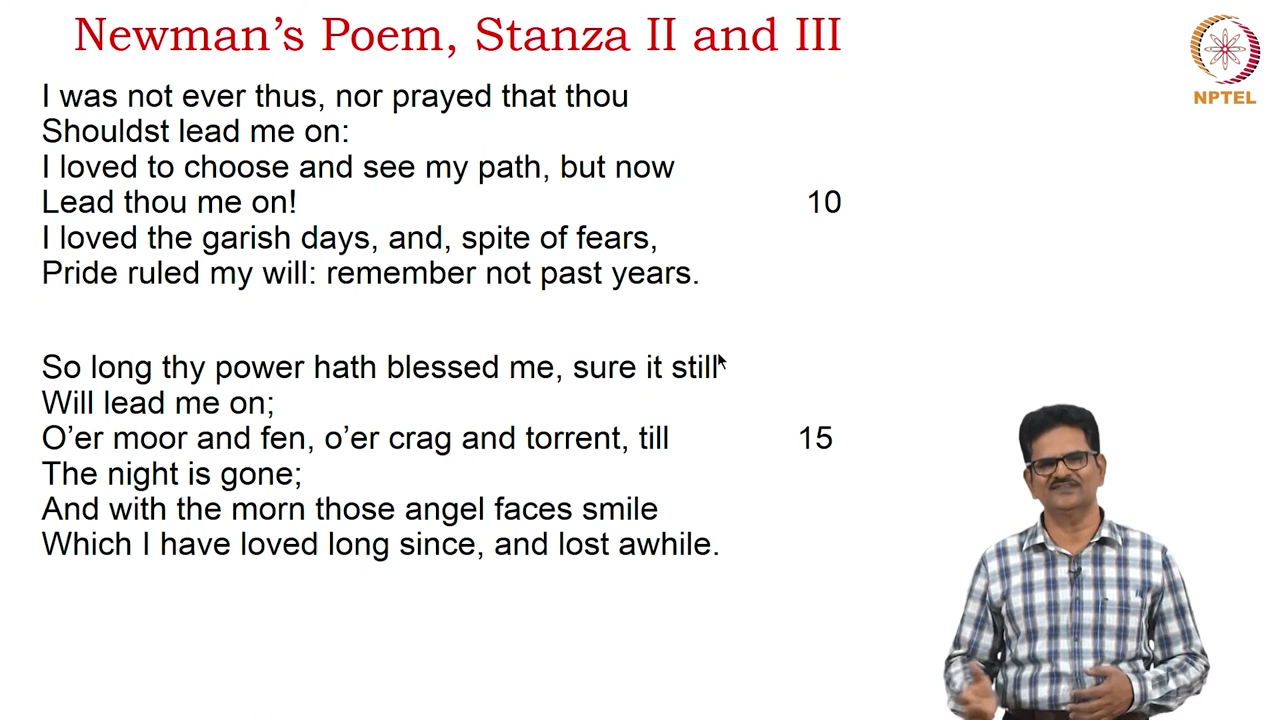 Newman's Poem, Stanza II and III
NPTEL
I was not ever thus, nor prayed that thou
Shouldst lead me on:
I loved to choose and see my path, but now
Lead thou me on! 10
I loved the garish days, and, spite of fears,
Pride ruled my will: remember not past years.
So long thy power hath blessed me, sure it still
Will lead me on;
O'er moor and fen, o'er crag and torrent, till 15
The night is gone;
And with the morn those angel faces smile
Which I have loved long since, and lost awhile.